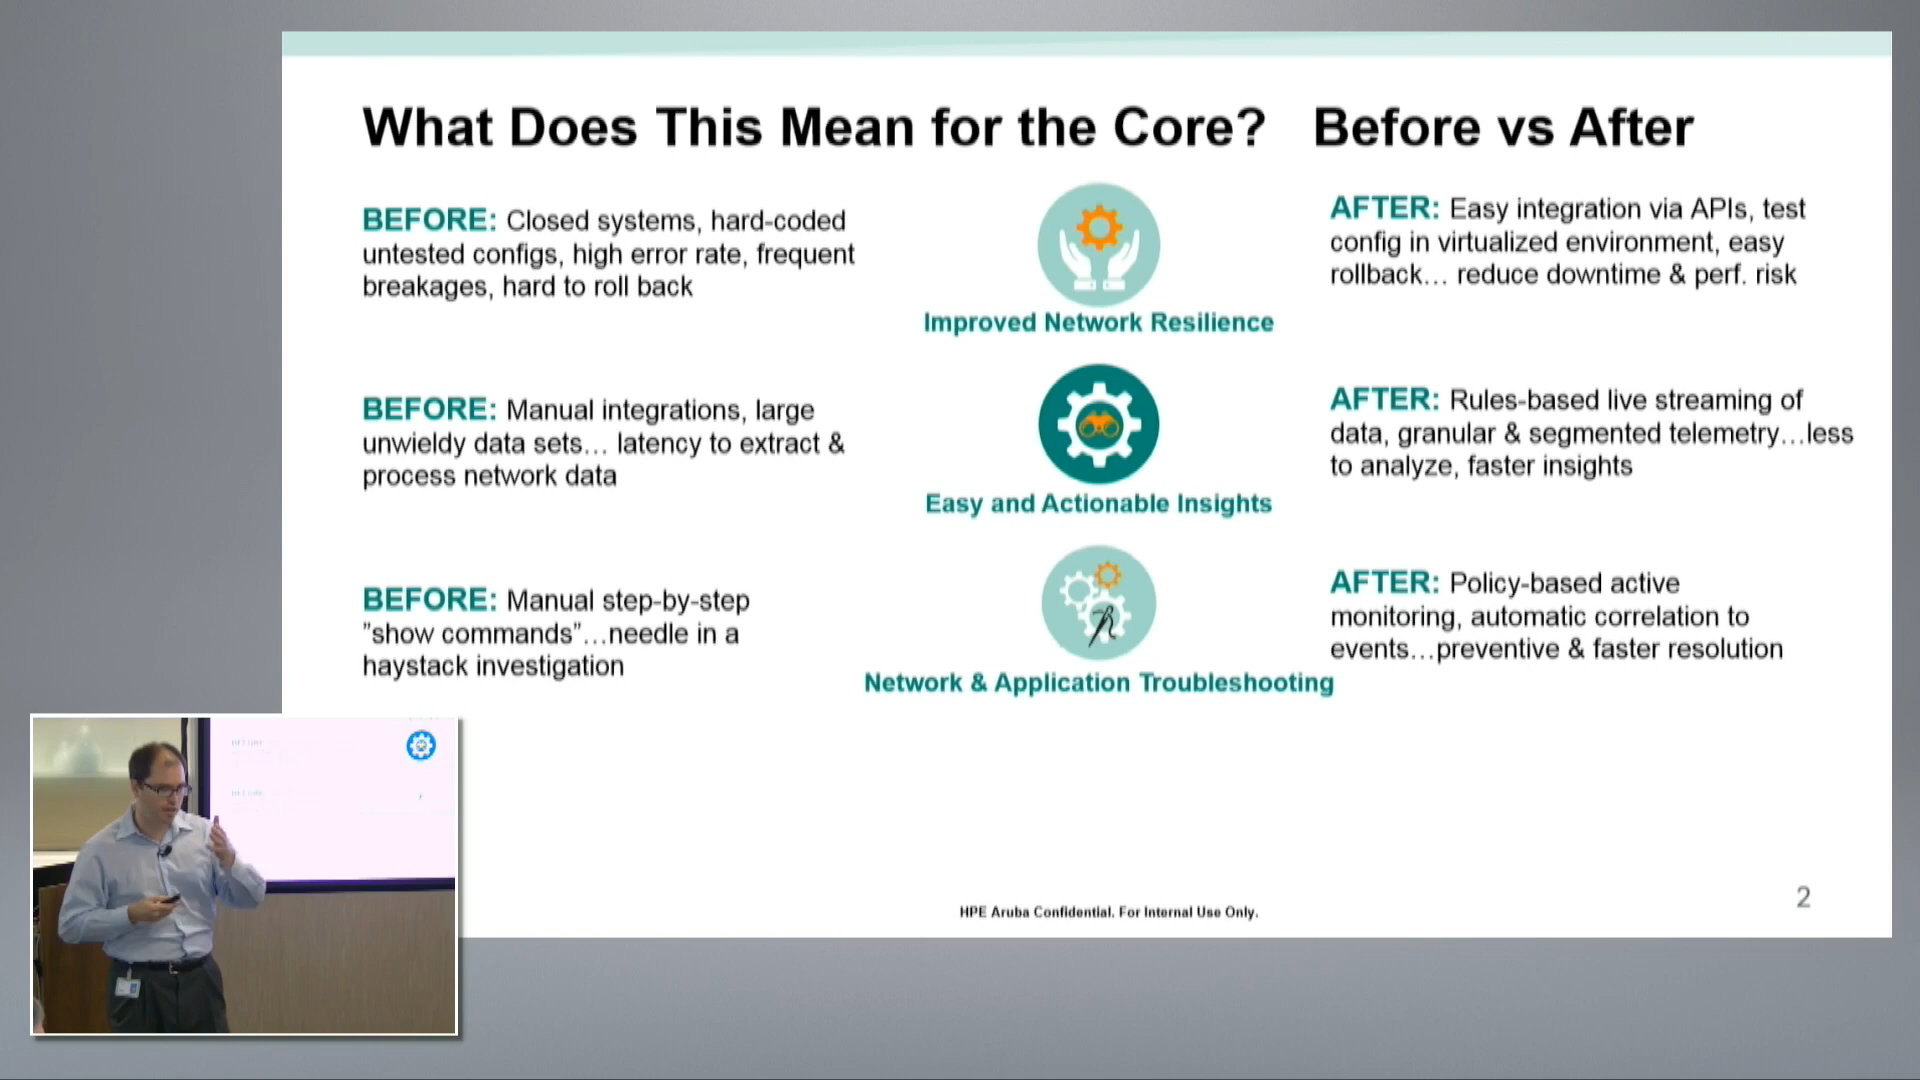 What Does This Mean for the Core? Before vs After
BEFORE: Closed systems, hard-coded
untested configs, high error rate, frequent
breakages, hard to roll back
Improved Network Resilience
AFTER: Easy integration via APIs, test
config in virtualized environment, easy
rollback… reduce downtime & perf. risk
BEFORE: Manual integrations, large
unwieldy data sets… latency to extract &
process network data
Easy and Actionable Insights
AFTER: Rules-based live streaming of
data, granular & segmented telemetry…less
to analyze, faster insights
BEFORE: Manual step-by-step
”show commands”…needle in a
haystack investigation
Network & Application Troubleshooting
AFTER: Policy-based active
monitoring, automatic correlation to
events…preventive & faster resolution
BEFORE:
BEFORE:
HPE Aruba Confidential. For Internal Use Only.
2